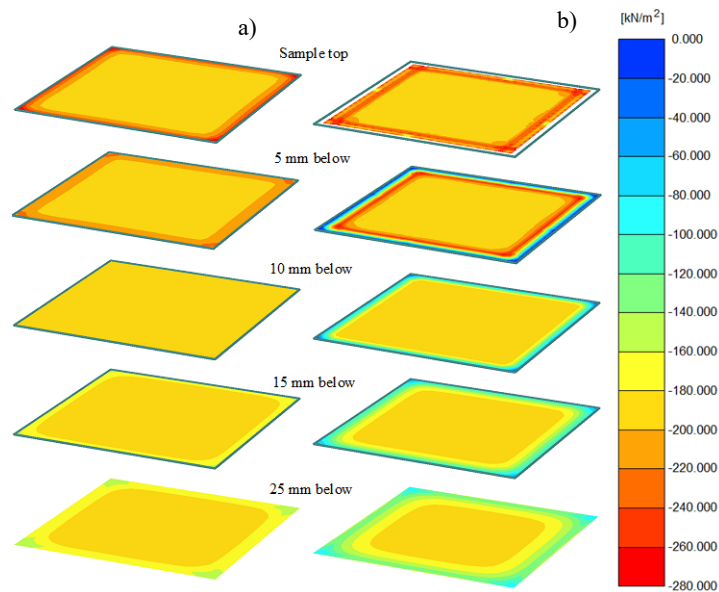 a)
b)
[kN/m²]
Sample top
5 mm below
10 mm below
15 mm below
25 mm below
0.000
-20.000
-40.000
-60.000
-80.000
-100.000
-120.000
-140.000
-160.000
-180.000
-200.000
-220.000
-240.000
-260.000
-280.000